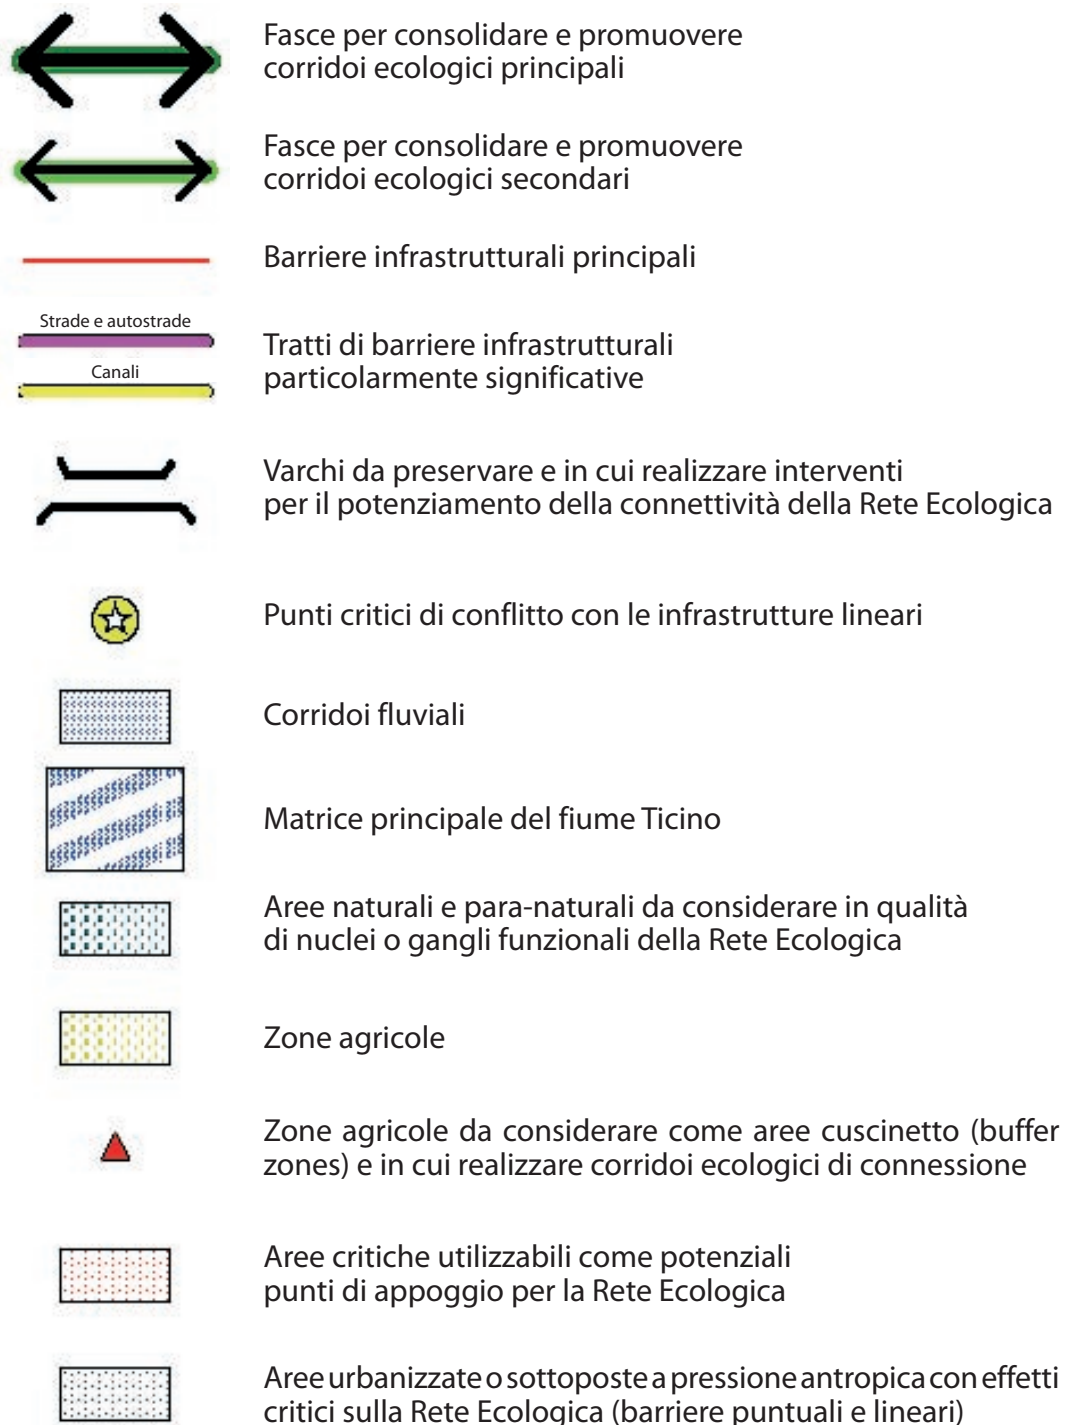 Fasce per consolidare e promuovere
corridoi ecologici principali
Fasce per consolidare e promuovere
corridoi ecologici secondari
Barriere infrastrutturali principali
Strade e autostrade
Canali
Tratti di barriere infrastrutturali
particolarmente significative
Varchi da preservare e in cui realizzare interventi
per il potenziamento della connettività della Rete Ecologica
Punti critici di conflitto con le infrastrutture lineari
Corridoi fluviali
Matrice principale del fiume Ticino
Aree naturali e para-naturali da considerare in qualità
di nuclei o gangli funzionali della Rete Ecologica
Zone agricole
Zone agricole da considerare come aree cuscinetto (buffer
zones) e in cui realizzare corridoi ecologici di connessione
Aree critiche utilizzabili come potenziali
punti di appoggio per la Rete Ecologica
Aree urbanizzate o sottoposte a pressione antropica con effetti
critici sulla Rete Ecologica (barriere puntuali e lineari)